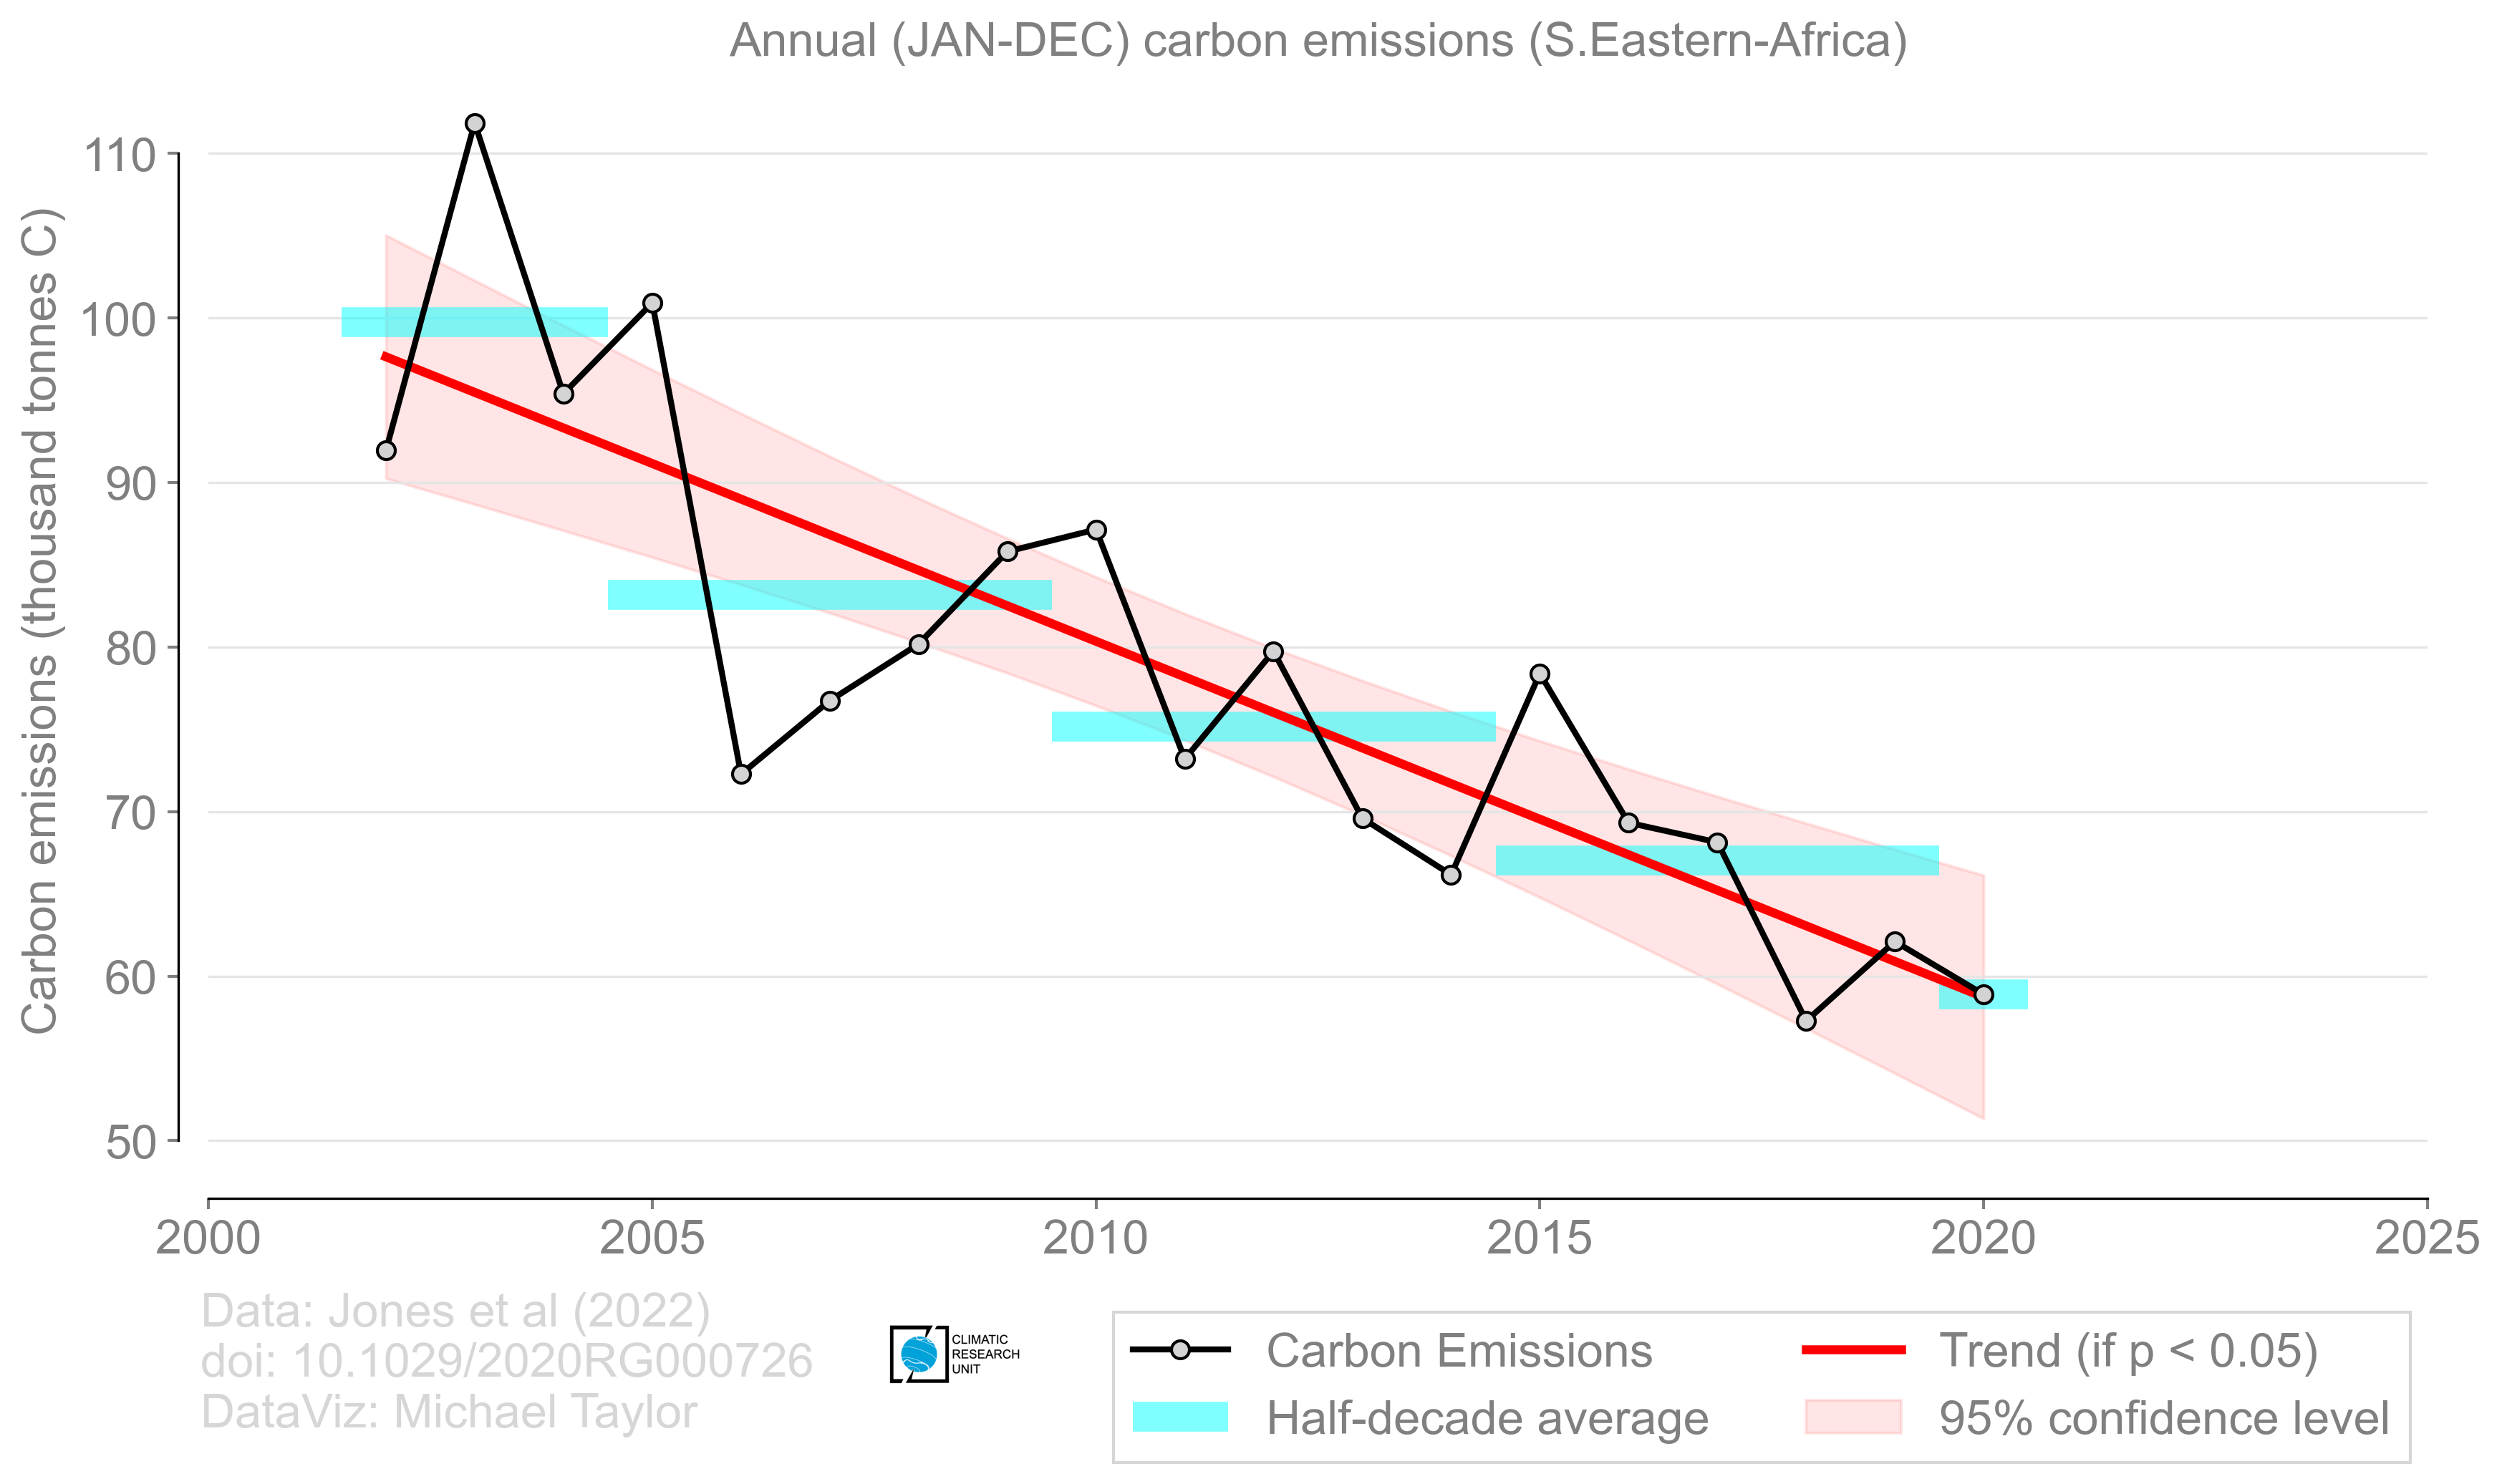 Annual (JAN-DEC) carbon emissions (S.Eastern-Africa)
Carbon emissions (thousand tonnes C)
110
100
90
80
70
60
50
2000 2005 2010 2015 2020 2025
Data: Jones et al (2022)
doi: 10.1029/2020RG000726
DataViz: Michael Taylor
CLIMATIC
RESEARCH
UNIT
Carbon Emissions
Half-decade average
Trend (if p < 0.05)
95% confidence level